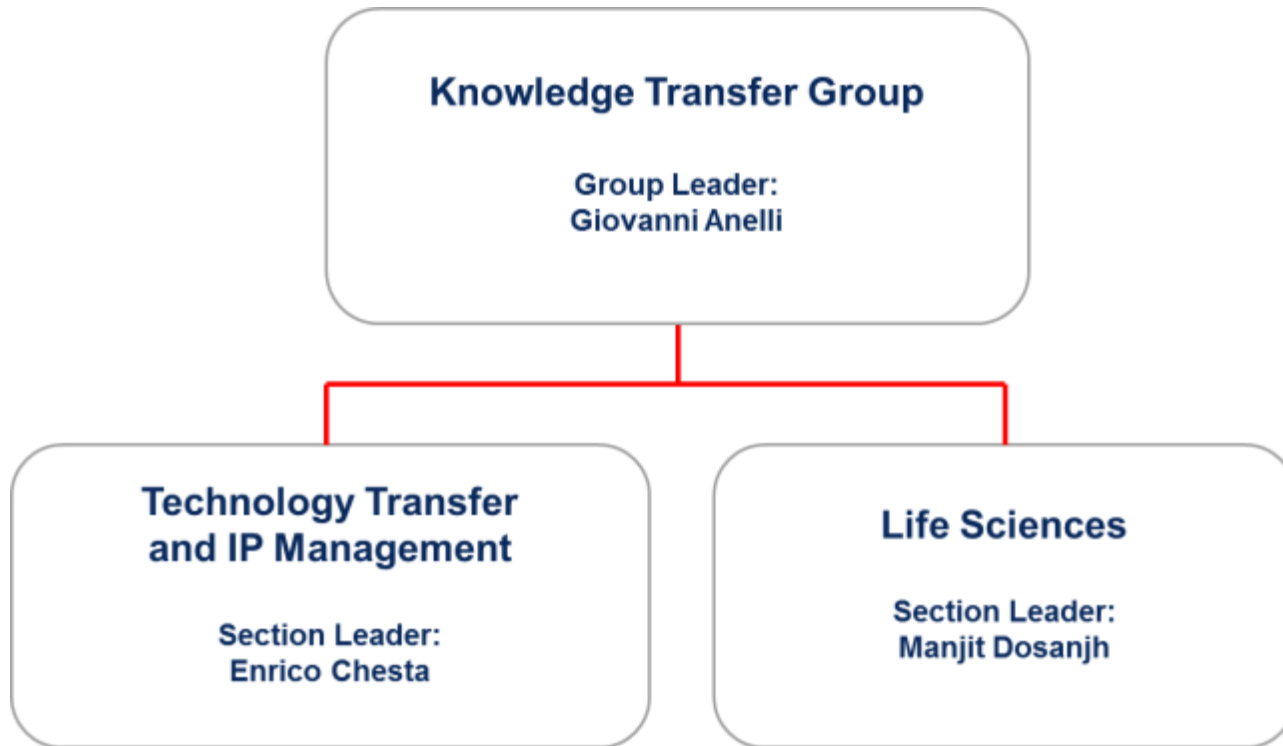 Knowledge Transfer Group
Group Leader:
Giovanni Anelli
Technology Transfer
and IP Management
Section Leader:
Enrico Chesta
Life Sciences
Section Leader:
Manjit Dosanjh